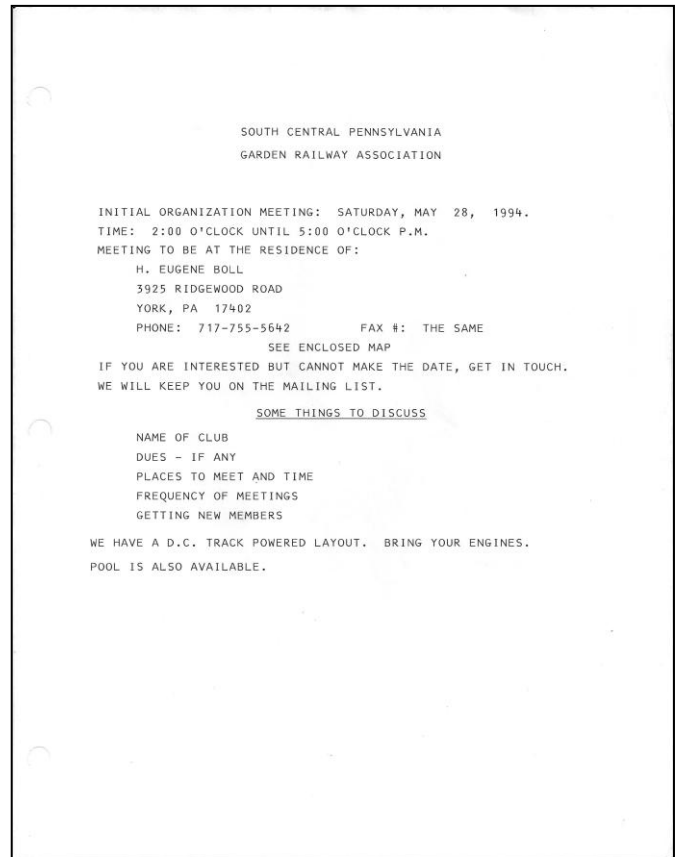 SOUTH CENTRAL PENNSYLVANIA
GARDEN RAILWAY ASSOCIATION
INITIAL ORGANIZATION MEETING: SATURDAY, MAY 28, 1994.
TIME: 2:00 O'CLOCK UNTIL 5:00 O'CLOCK P.M.
MEETING TO BE AT THE RESIDENCE OF:
H. EUGENE BOLL
3925 RIDGEWOOD ROAD
YORK, PA 17402
PHONE: 717-755-5642 FAX #: THE SAME
SEE ENCLOSED MAP
IF YOU ARE INTERESTED BUT CANNOT MAKE THE DATE, GET IN TOUCH.
WE WILL KEEP YOU ON THE MAILING LIST.
SOME THINGS TO DISCUSS
NAME OF CLUB
DUES - IF ANY
PLACES TO MEET AND TIME
FREQUENCY OF MEETINGS
GETTING NEW MEMBERS
WE HAVE A D.C. TRACK POWERED LAYOUT. BRING YOUR ENGINES.
POOL IS ALSO AVAILABLE.